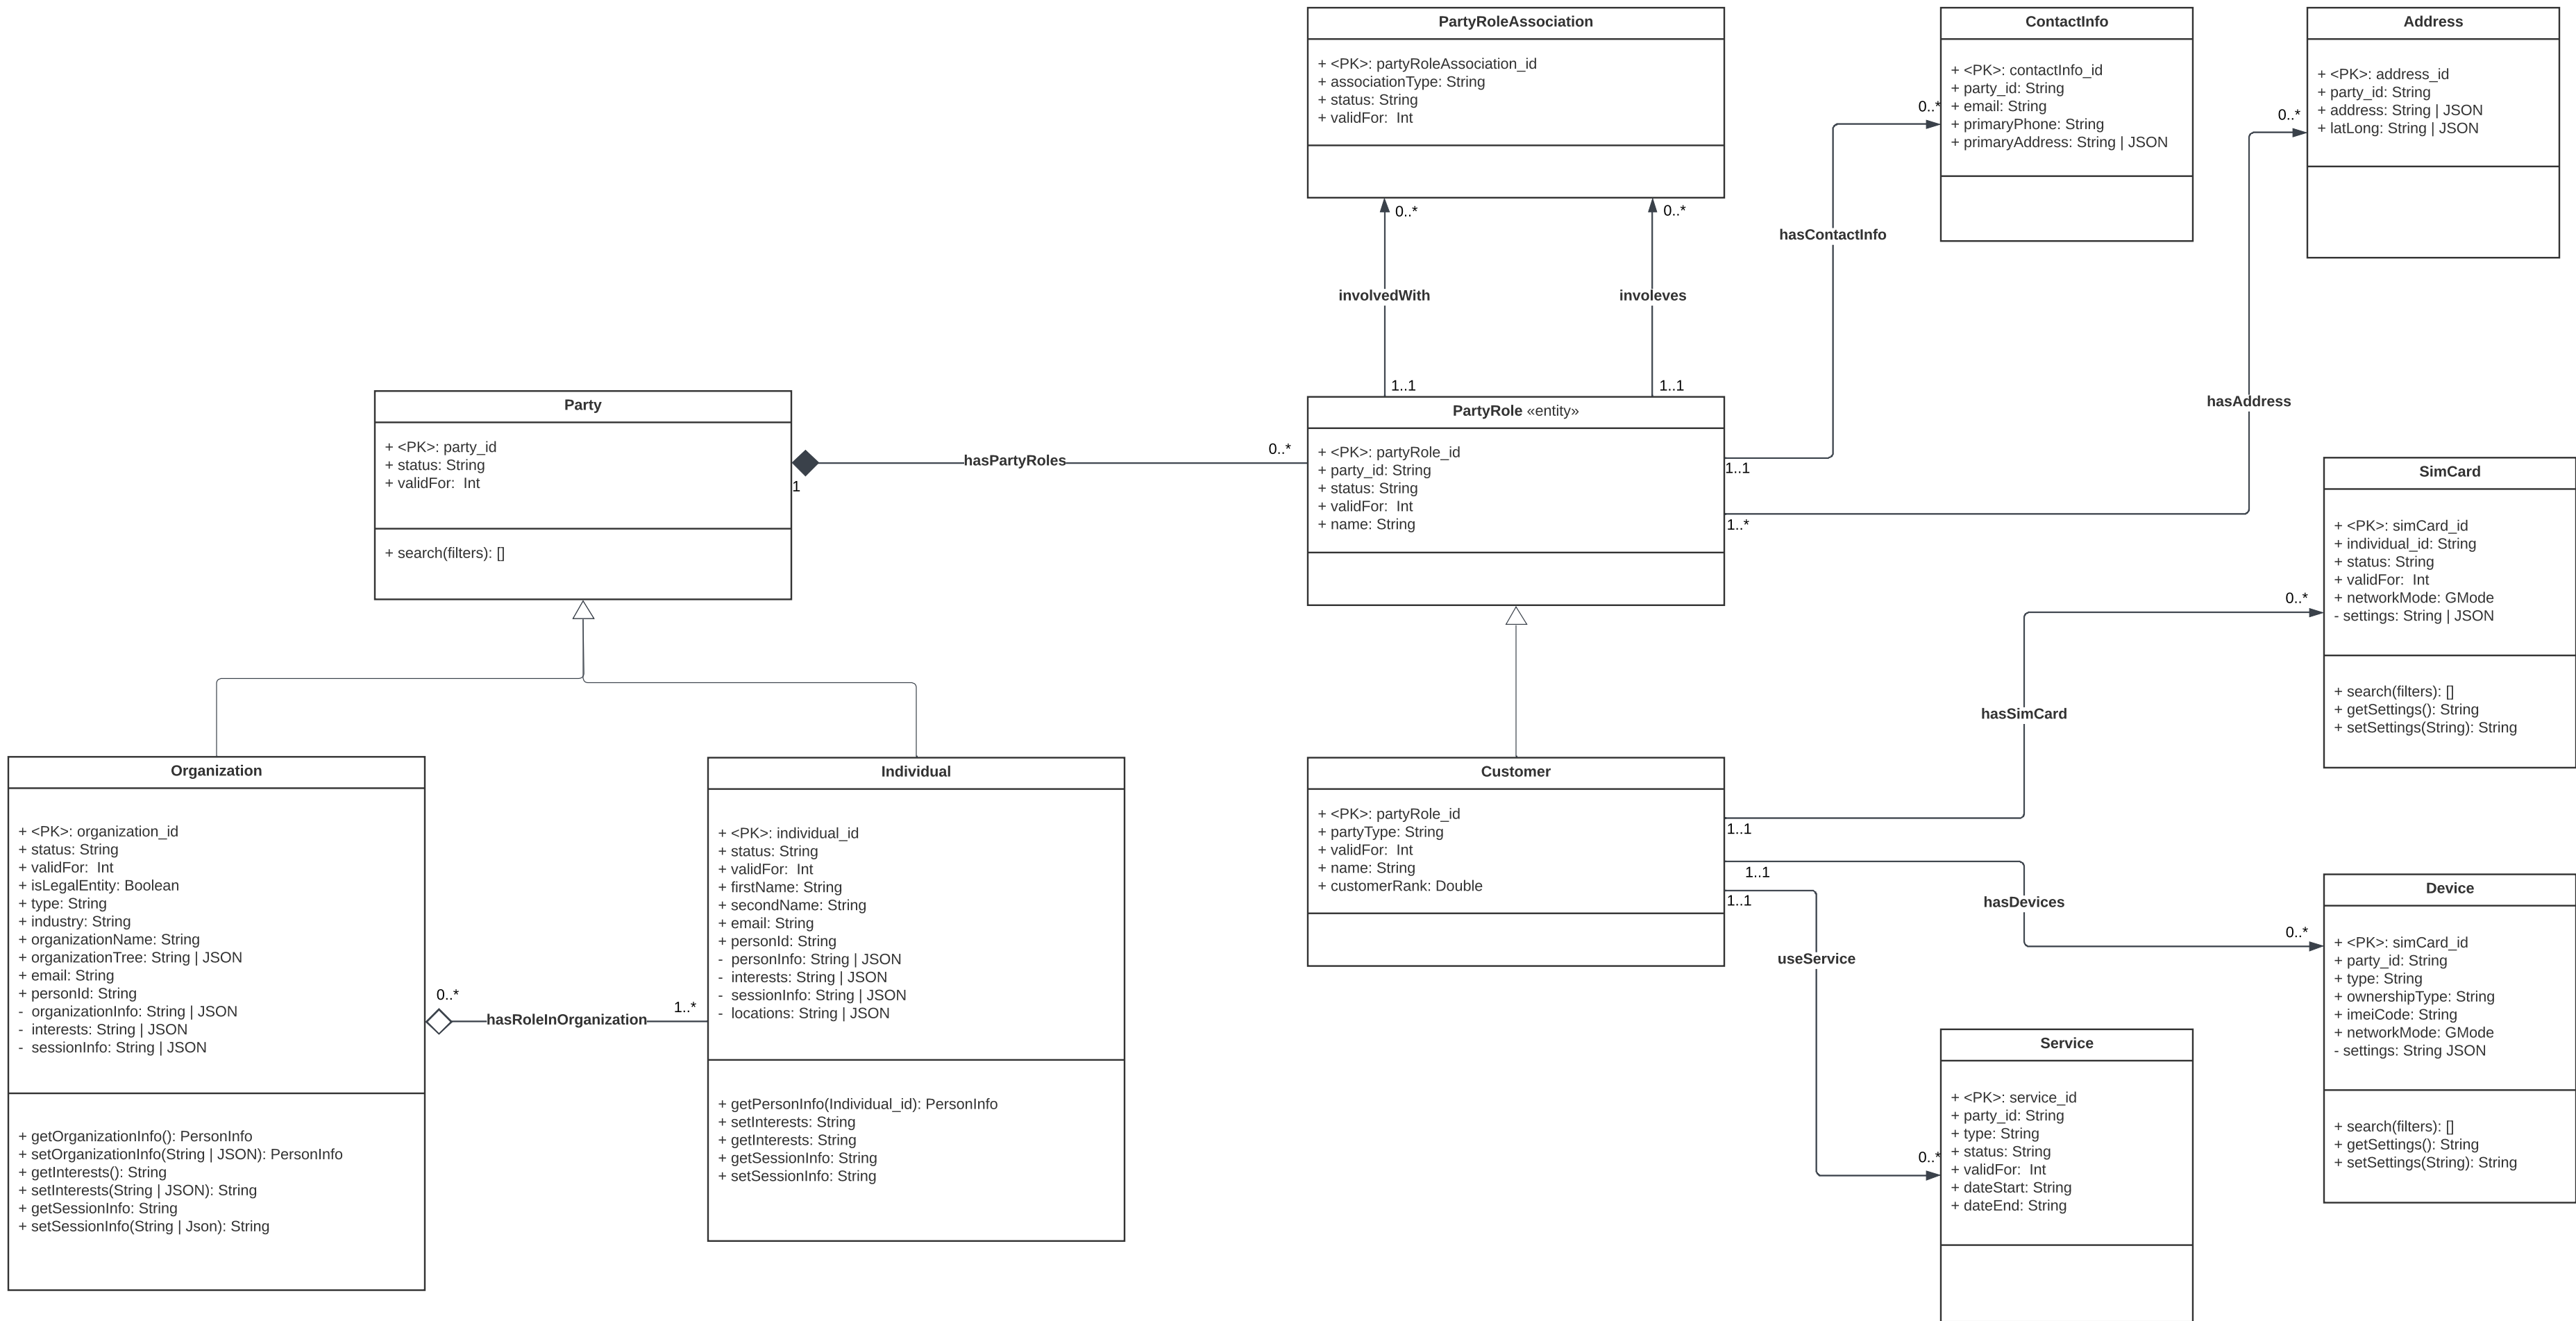 PartyRoleAssociation
+ <PK>: partyRoleAssociation_id
+ associationType: String
+ status: String
+ validFor:  Int
ContactInfo
+ <PK>: contactInfo_id
+ party_id: String
+ email: String
+ primaryPhone: String
+ primaryAddress: String | JSON
Address
+ <PK>: address_id
+ party_id: String
+ address: String | JSON
+ latLong: String | JSON
0..*
0..*
0..*
0..*
hasContactInfo
involvedWith
involeves
hasAddress
1..1
1..1
Party
+ <PK>: party_id
+ status: String
+ validFor:  Int
+ search(filters): []
1
hasPartyRoles
0..*
PartyRole «entity»
+ <PK>: partyRole_id
+ party_id: String
+ status: String
+ validFor:  Int
+ name: String
1..1
1..*
SimCard
+ <PK>: simCard_id
+ individual_id: String
+ status: String
+ validFor:  Int
+ networkMode: GMode
- settings: String | JSON
+ search(filters): []
+ getSettings(): String
+ setSettings(String): String
0..*
hasSimCard
Organization
+ <PK>: organization_id
+ status: String
+ validFor:  Int
+ isLegalEntity: Boolean
+ type: String
+ industry: String
+ organizationName: String
+ organizationTree: String | JSON
+ email: String
+ personId: String
-  organizationInfo: String | JSON
-  interests: String | JSON
-  sessionInfo: String | JSON
+ getOrganizationInfo(): PersonInfo
+ setOrganizationInfo(String | JSON): PersonInfo
+ getInterests(): String
+ setInterests(String | JSON): String
+ getSessionInfo: String
+ setSessionInfo(String | Json): String
0..*
hasRoleInOrganization
1..*
Individual
+ <PK>: individual_id
+ status: String
+ validFor:  Int
+ firstName: String
+ secondName: String
+ email: String
+ personId: String
-  personInfo: String | JSON
-  interests: String | JSON
-  sessionInfo: String | JSON
-  locations: String | JSON
+ getPersonInfo(Individual_id): PersonInfo
+ setInterests: String
+ getInterests: String
+ getSessionInfo: String
+ setSessionInfo: String
Customer
+ <PK>: partyRole_id
+ partyType: String
+ validFor:  Int
+ name: String
+ customerRank: Double
1..1
1..1
1..1
hasDevices
useService
0..*
0..*
Device
+ <PK>: simCard_id
+ party_id: String
+ type: String
+ ownershipType: String
+ imeiCode: String
+ networkMode: GMode
- settings: String JSON
+ search(filters): []
+ getSettings(): String
+ setSettings(String): String
Service
+ <PK>: service_id
+ party_id: String
+ type: String
+ status: String
+ validFor:  Int
+ dateStart: String
+ dateEnd: String